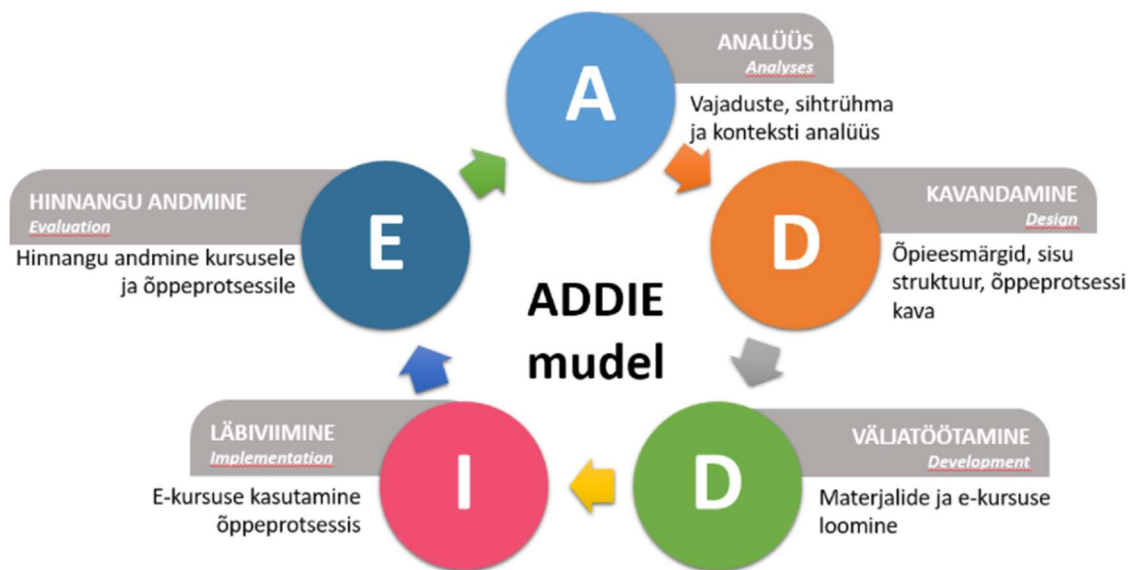 A
ANALÜÜS
Analyses
Vajaduste, sihtrühma
ja konteksti analüüs
D
KAVANDAMINE
Design
Õpieesmärgid, sisu
struktuur, õppeprotsessi
kava
D
VÄLJATÖÖTAMINE
Development
Materjalide ja e-kursuse
loomine
I
LÄBIVIIMINE
Implementation
E-kursuse kasutamine
õppeprotsessis
E
HINNANGU ANDMINE
Evaluation
Hinnangu andmine kursusele
ja õppeprotsessile
ADDIE
mudel